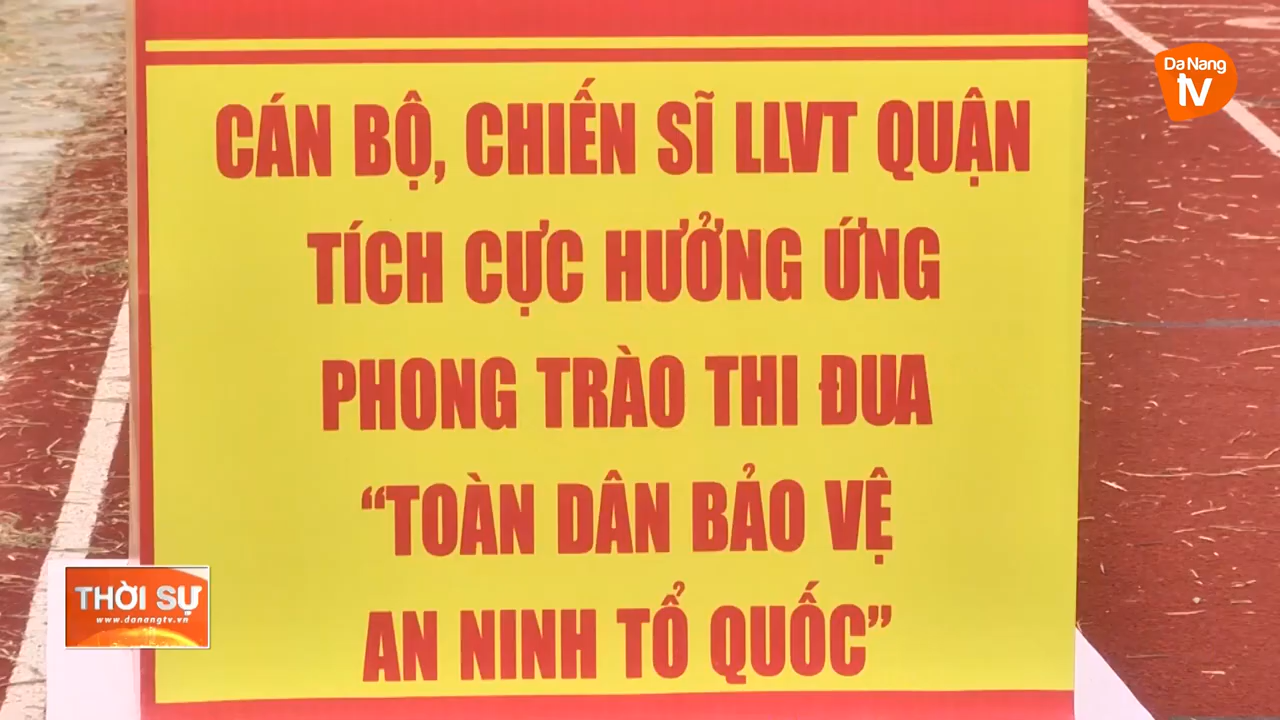 Da Nang
tv
CÁN BỘ, CHIẾN SĨ LLVT QUẬN
TÍCH CỰC HƯỞNG ỨNG
PHONG TRÀO THI ĐUA
“TOÀN DÂN BẢO VỆ
AN NINH TỔ QUỐC”
THỜI SỰ
www.danangtv.vn